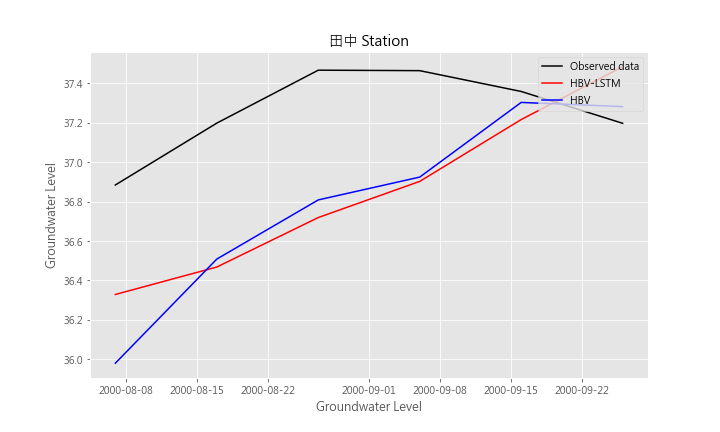 田中 Station
Observed data
HBV-LSTM
HBV
Groundwater Level
37.4
37.2
37.0
36.8
36.6
36.4
36.2
36.0
2000-08-08 2000-08-15 2000-08-22 2000-09-01 2000-09-08 2000-09-15 2000-09-22
Groundwater Level